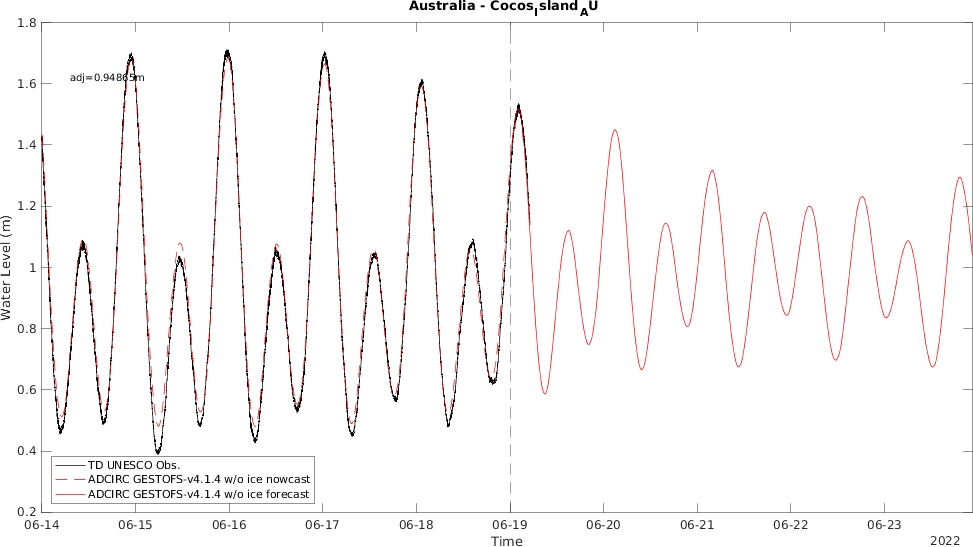 Australia - CocosIslandAU
1.8
1.6
1.4
1.2
1
0.8
0.6
0.4
0.2
Water Level (m)
adj=0.94865m
TD UNESCO Obs.
ADCIRC GESTOFS-v4.1.4 w/o ice nowcast
ADCIRC GESTOFS-v4.1.4 w/o ice forecast
06-14 06-15 06-16 06-17 06-18 06-19 06-20 06-21 06-22 06-23
Time
2022